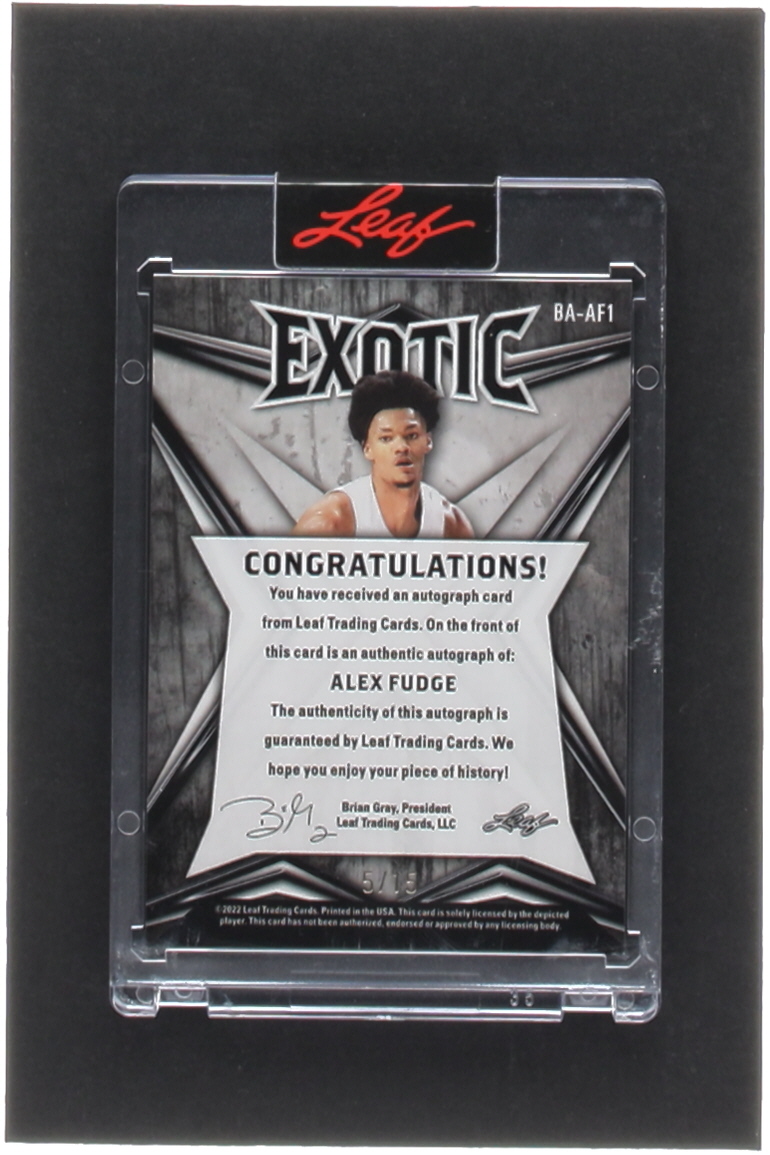 Leaf
EXOTIC
BA-AF1
CONGRATULATIONS!
You have received an autograph card
from Leaf Trading Cards. On the front of
this card is an authentic autograph of:
ALEX FUDGE
The authenticity of this autograph is
guaranteed by Leaf Trading Cards. We
hope you enjoy your piece of history!
Brian Gray, President
Leaf Trading Cards, LLC
Leaf
5/15
©2022 Leaf Trading Cards. Printed in the USA. This card is solely licensed by the depicted
player. This card has not been authorized, endorsed or approved by any licensing body.